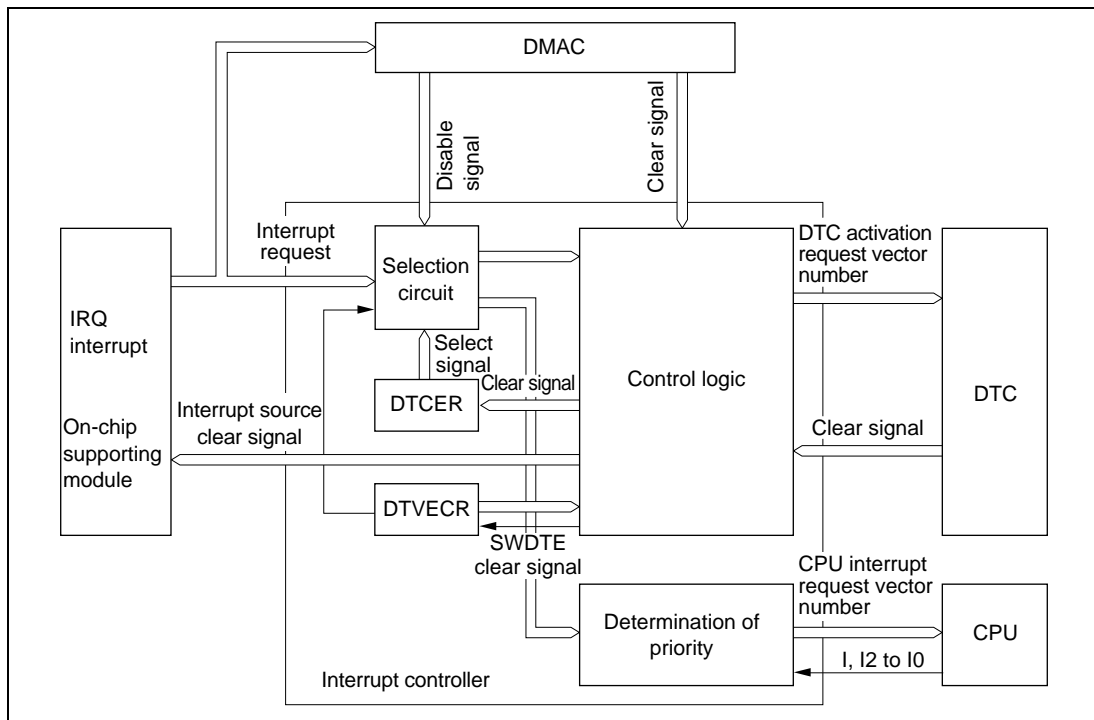 DMAC
Disable
signal
Clear signal
Interrupt
request
DTC activation
request vector
number
Selection
circuit
IRQ
interrupt
Select
signal
Control logic
DTC
DTCER
Clear signal
Interrupt source
clear signal
Clear signal
On-chip
supporting
module
DTVECR
SWDTE
clear signal
CPU interrupt
request vector
number
Determination of
priority
CPU
I, I2 to I0
Interrupt controller